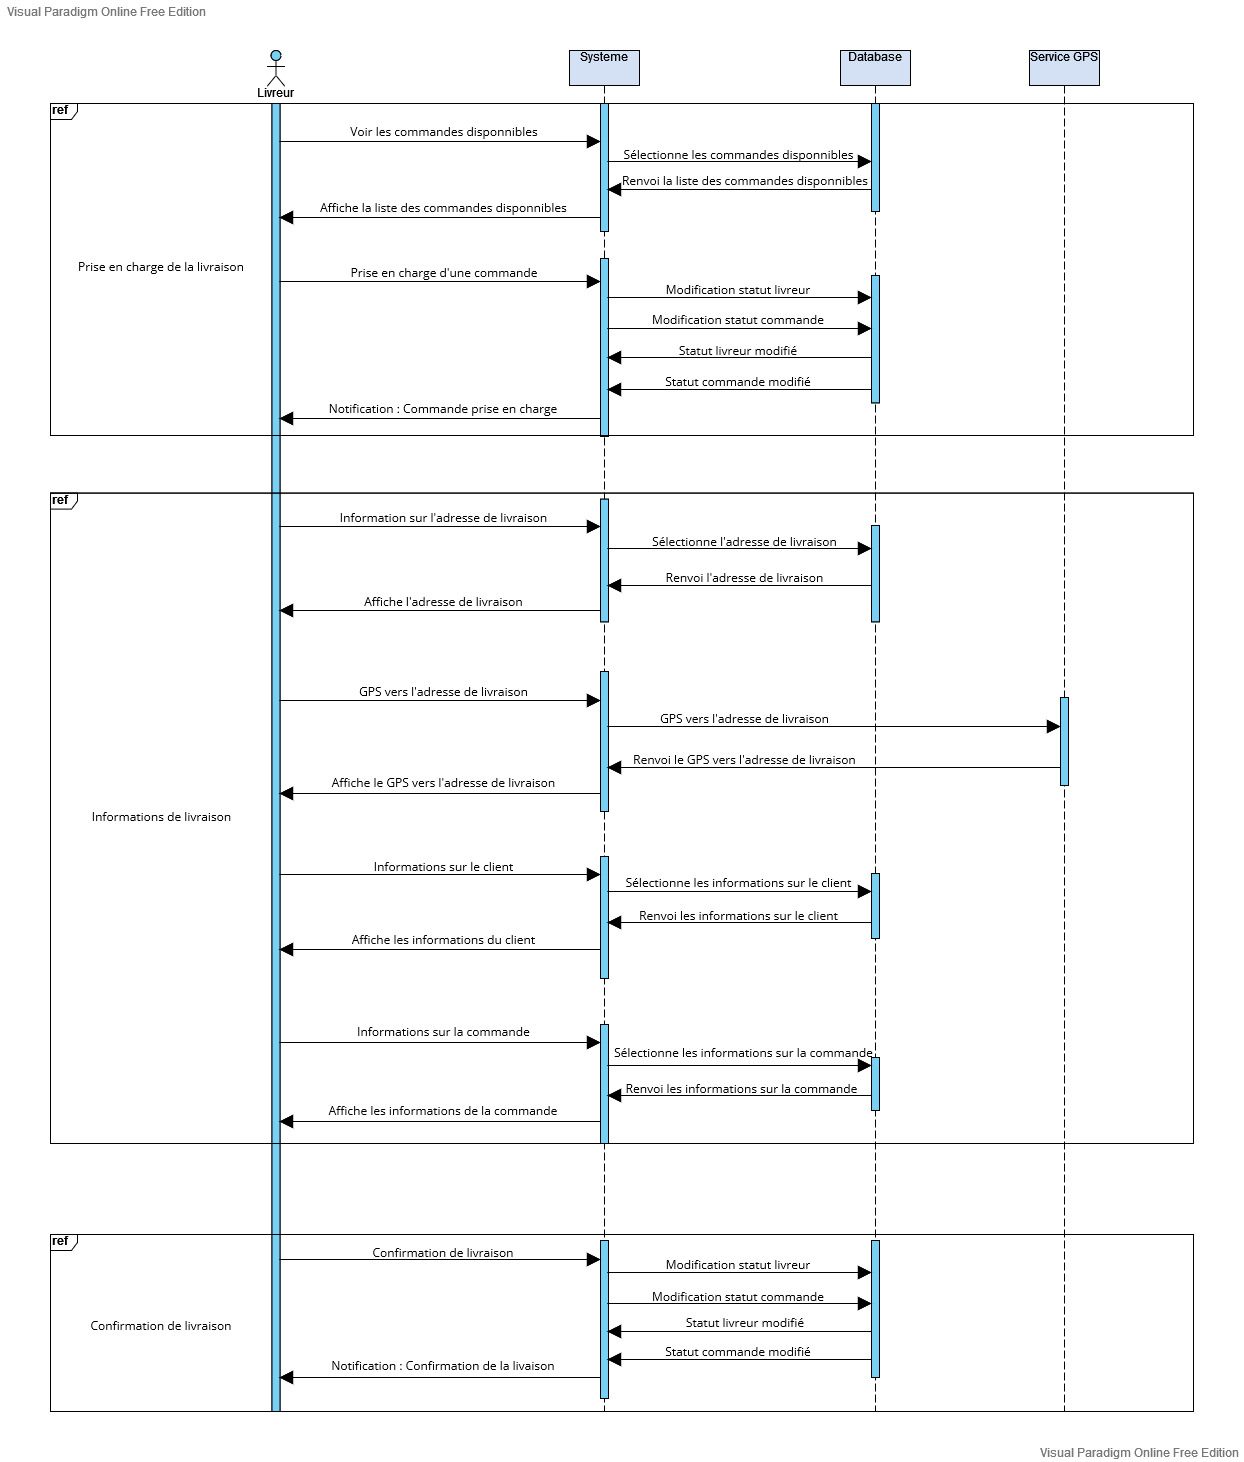 Visual Paradigm Online Free Edition
Livreur
Systeme
Database
Service GPS
ref
Voir les commandes disponnibles
Sélectionne les commandes disponnibles
Renvoi la liste des commandes disponnibles
Affiche la liste des commandes disponnibles
Prise en charge de la livraison
Prise en charge d'une commande
Modification statut livreur
Modification statut commande
Statut livreur modifié
Statut commande modifié
Notification : Commande prise en charge
ref
Information sur l'adresse de livraison
Sélectionne l'adresse de livraison
Renvoi l'adresse de livraison
Affiche l'adresse de livraison
GPS vers l'adresse de livraison
GPS vers l'adresse de livraison
Renvoi le GPS vers l'adresse de livraison
Affiche le GPS vers l'adresse de livraison
Informations de livraison
Informations sur le client
Sélectionne les informations sur le client
Renvoi les informations sur le client
Affiche les informations du client
Informations sur la commande
Sélectionne les informations sur la commande
Renvoi les informations sur la commande
Affiche les informations de la commande
ref
Confirmation de livraison
Modification statut livreur
Modification statut commande
Statut livreur modifié
Confirmation de livraison
Statut commande modifié
Notification : Confirmation de la livaison
Visual Paradigm Online Free Edition